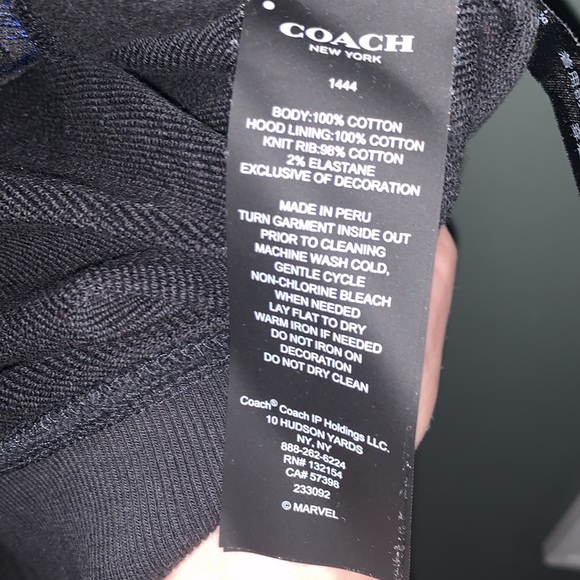 COACH
NEW YORK
1444
BODY:100% COTTON
HOOD LINING:100% COTTON
KNIT RIB:98% COTTON
2% ELASTANE
EXCLUSIVE OF DECORATION
MADE IN PERU
TURN GARMENT INSIDE OUT
PRIOR TO CLEANING
MACHINE WASH COLD,
GENTLE CYCLE
NON-CHLORINE BLEACH
WHEN NEEDED
LAY FLAT TO DRY
WARM IRON IF NEEDED
DO NOT IRON ON
DECORATION
DO NOT DRY CLEAN
Coach® Coach IP Holdings LLC.
10 HUDSON YARDS
NY, NY
888-262-6224
RN# 132154
CA# 57398
233092
© MARVEL